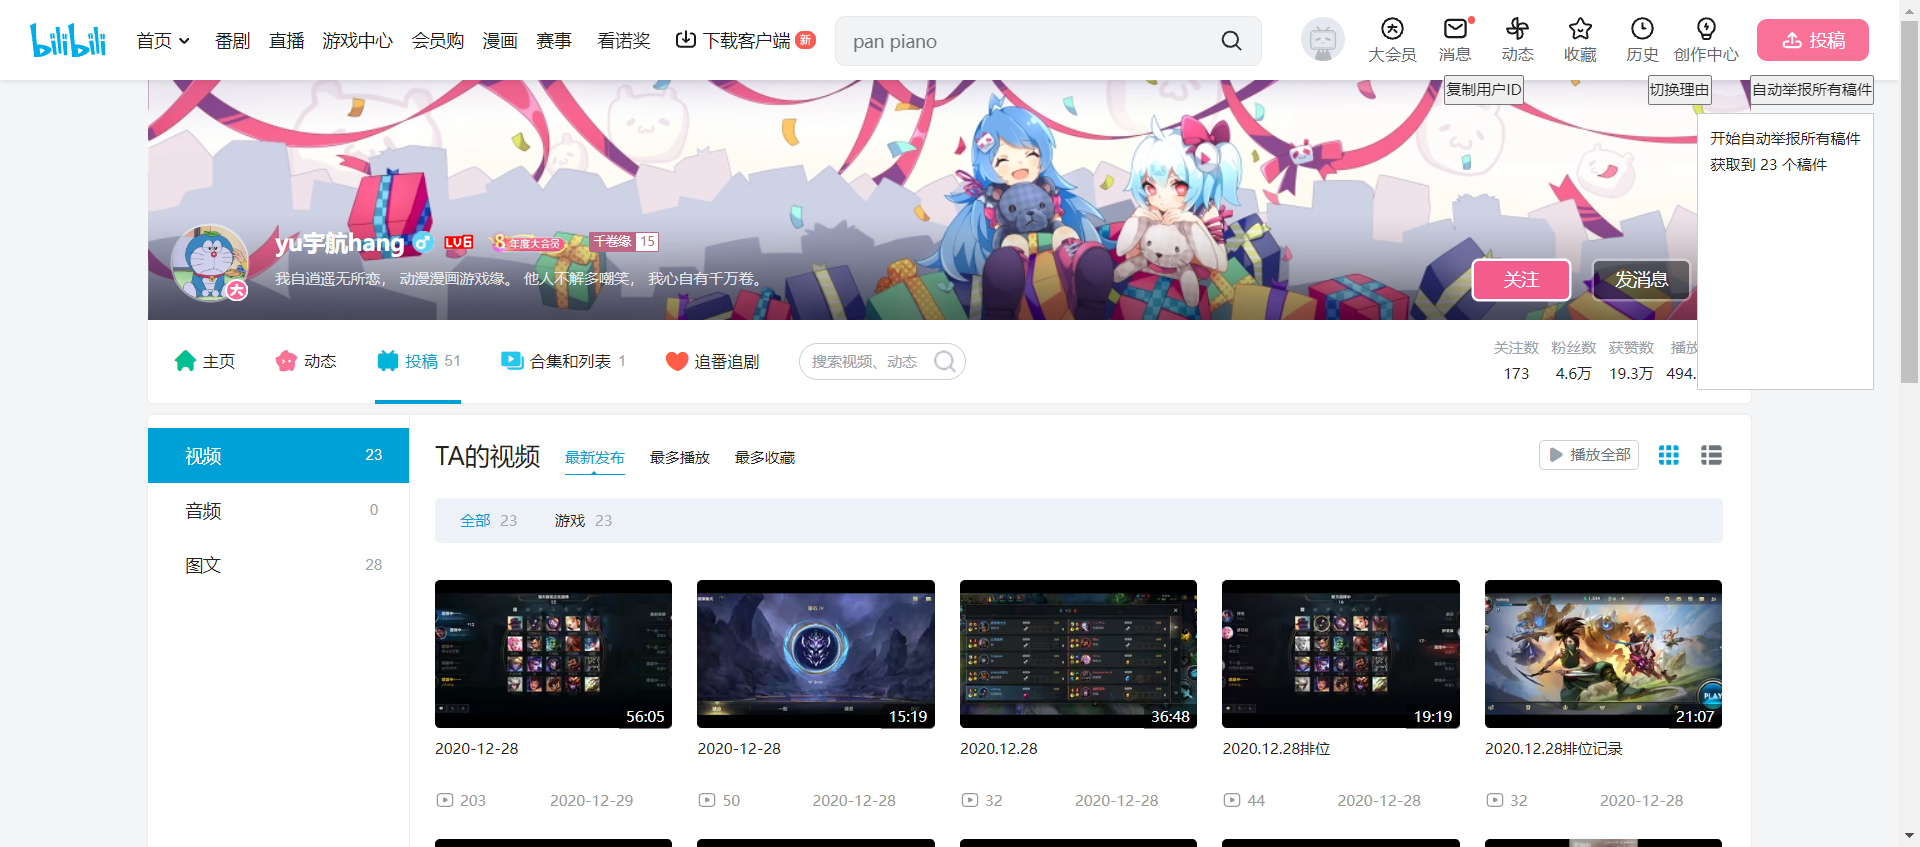 bilibili
首页 番剧 直播 游戏中心 会员购 漫画 赛事 看诺奖 下载客户端 新
pan piano
大会员 消息 动态 收藏 历史 创作中心 投稿
复制用户ID 切换理由 自动举报所有稿件
开始自动举报所有稿件
获取到 23 个稿件
yu宇航hang LV6 年度大会员 千卷缘 15
我自逍遥无所恋， 动漫漫画游戏缘。 他人不解多嘲笑， 我心自有千万卷。
大
关注 发消息
主页 动态 投稿 51 合集和列表 1 追番追剧 搜索视频、动态
关注数 粉丝数 获赞数 播放
173 4.6万 19.3万 494.
视频 23
音频 0
图文 28
TA的视频 最新发布 最多播放 最多收藏 播放全部
全部 23 游戏 23
56:05 15:19 36:48 19:19 21:07
PLAY
2020-12-28 2020-12-28 2020.12.28 2020.12.28排位 2020.12.28排位记录
203 2020-12-29 50 2020-12-28 32 2020-12-28 44 2020-12-28 32 2020-12-28